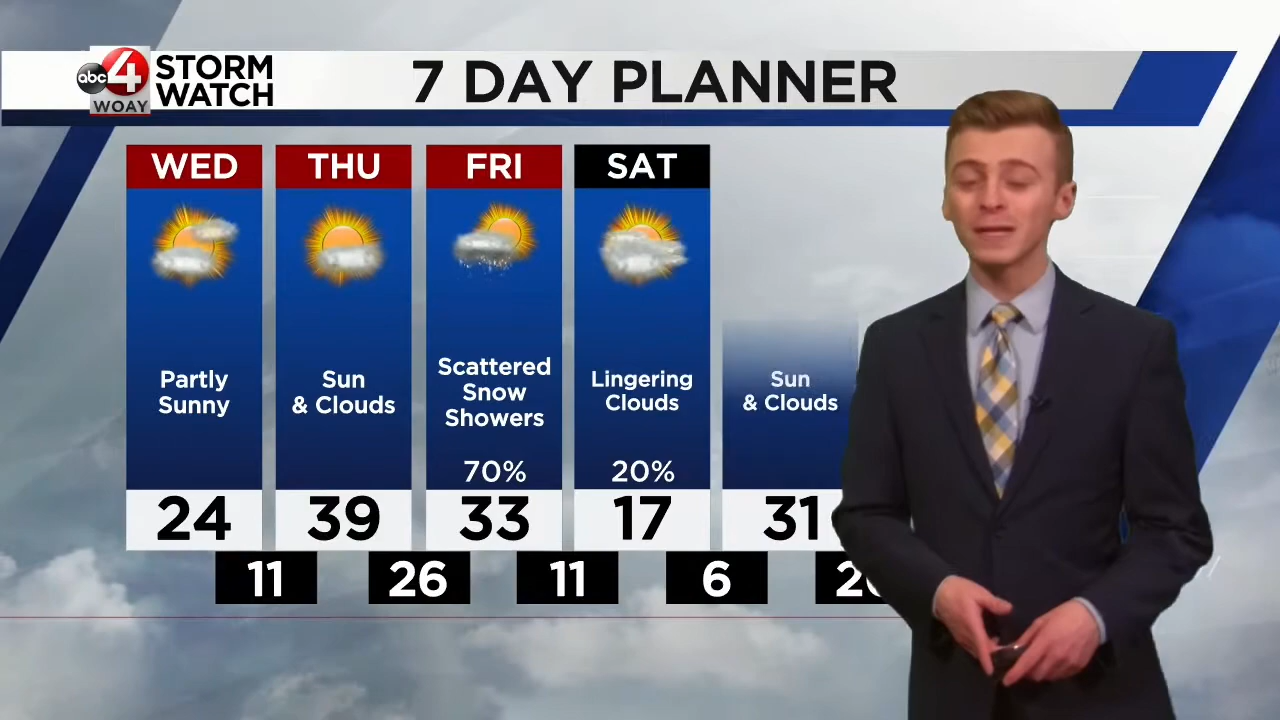 abc 4
WOAY
STORM
WATCH
7 DAY PLANNER
WED
THU
FRI
SAT
Partly
Sunny
Sun
& Clouds
Scattered
Snow
Showers
Lingering
Clouds
Sun
& Clouds
70%
20%
24
39
33
17
31
11
26
11
6